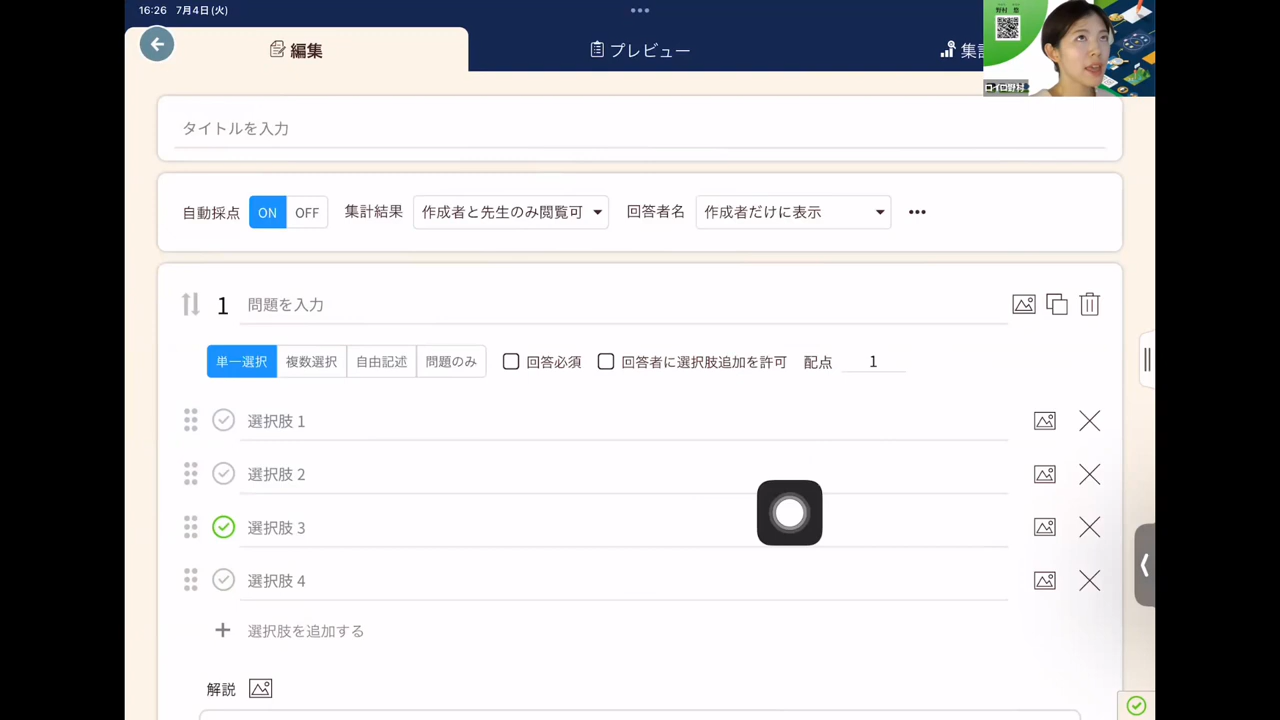 16:26 7月4日(火)
編集
プレビュー
集
野村
ロイロ野村
タイトルを入力
自動採点 ON OFF 集計結果 作成者と先生のみ閲覧可 回答者名 作成者だけに表示
1 問題を入力
単一選択 複数選択 自由記述 問題のみ 回答必須 回答者に選択肢追加を許可 配点 1
選択肢 1
選択肢 2
選択肢 3
選択肢 4
+ 選択肢を追加する
解説